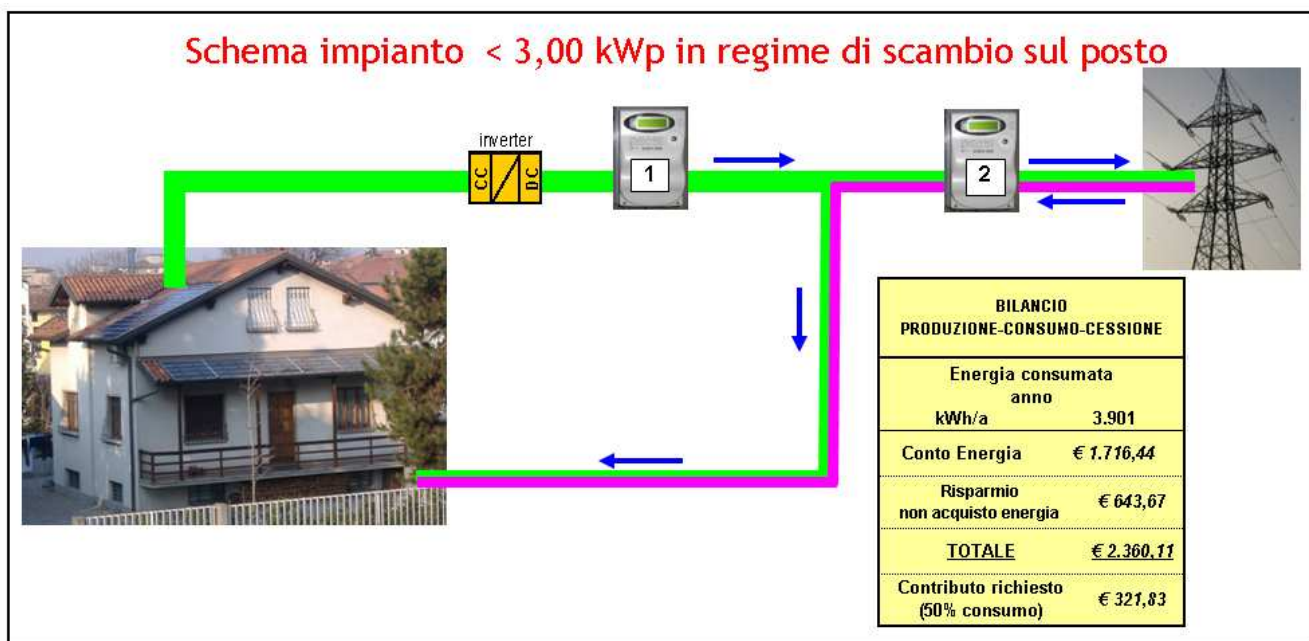 Schema impianto < 3,00 kWp in regime di scambio sul posto
inverter
CC
DC
1
2
BILANCIO
PRODUZIONE-CONSUMO-CESSIONE
Energia consumata
anno
kWh/a 3.901
Conto Energia € 1.716,44
Risparmio
non acquisto energia € 643,67
TOTALE € 2.360,11
Contributo richiesto
(50% consumo) € 321,83